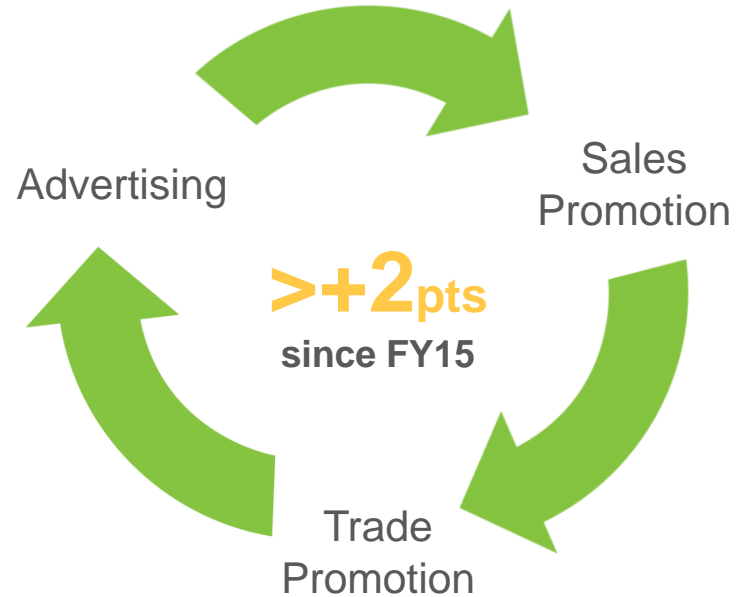 Advertising
Sales
Promotion
>+2pts
since FY15
Trade
Promotion